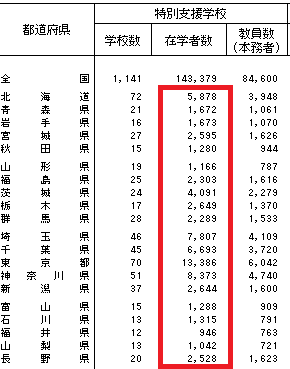 都道府県 特別支援学校
学校数 在学者数 教員数(本務者)
全国 1,141 143,379 84,600
北海道 72 5,878 3,948
青森県 21 1,672 1,061
岩手県 16 1,673 1,070
宮城県 27 2,595 1,626
秋田県 15 1,280 944
山形県 19 1,166 787
福島県 25 2,303 1,616
茨城県 24 4,091 2,279
栃木県 17 2,649 1,370
群馬県 28 2,289 1,533
埼玉県 46 7,807 4,109
千葉県 45 6,693 3,720
東京都 70 13,386 6,042
神奈川県 51 8,373 4,740
新潟県 37 2,644 1,600
富山県 15 1,288 909
石川県 13 1,315 791
福井県 12 946 763
山梨県 13 1,042 721
長野県 20 2,528 1,623